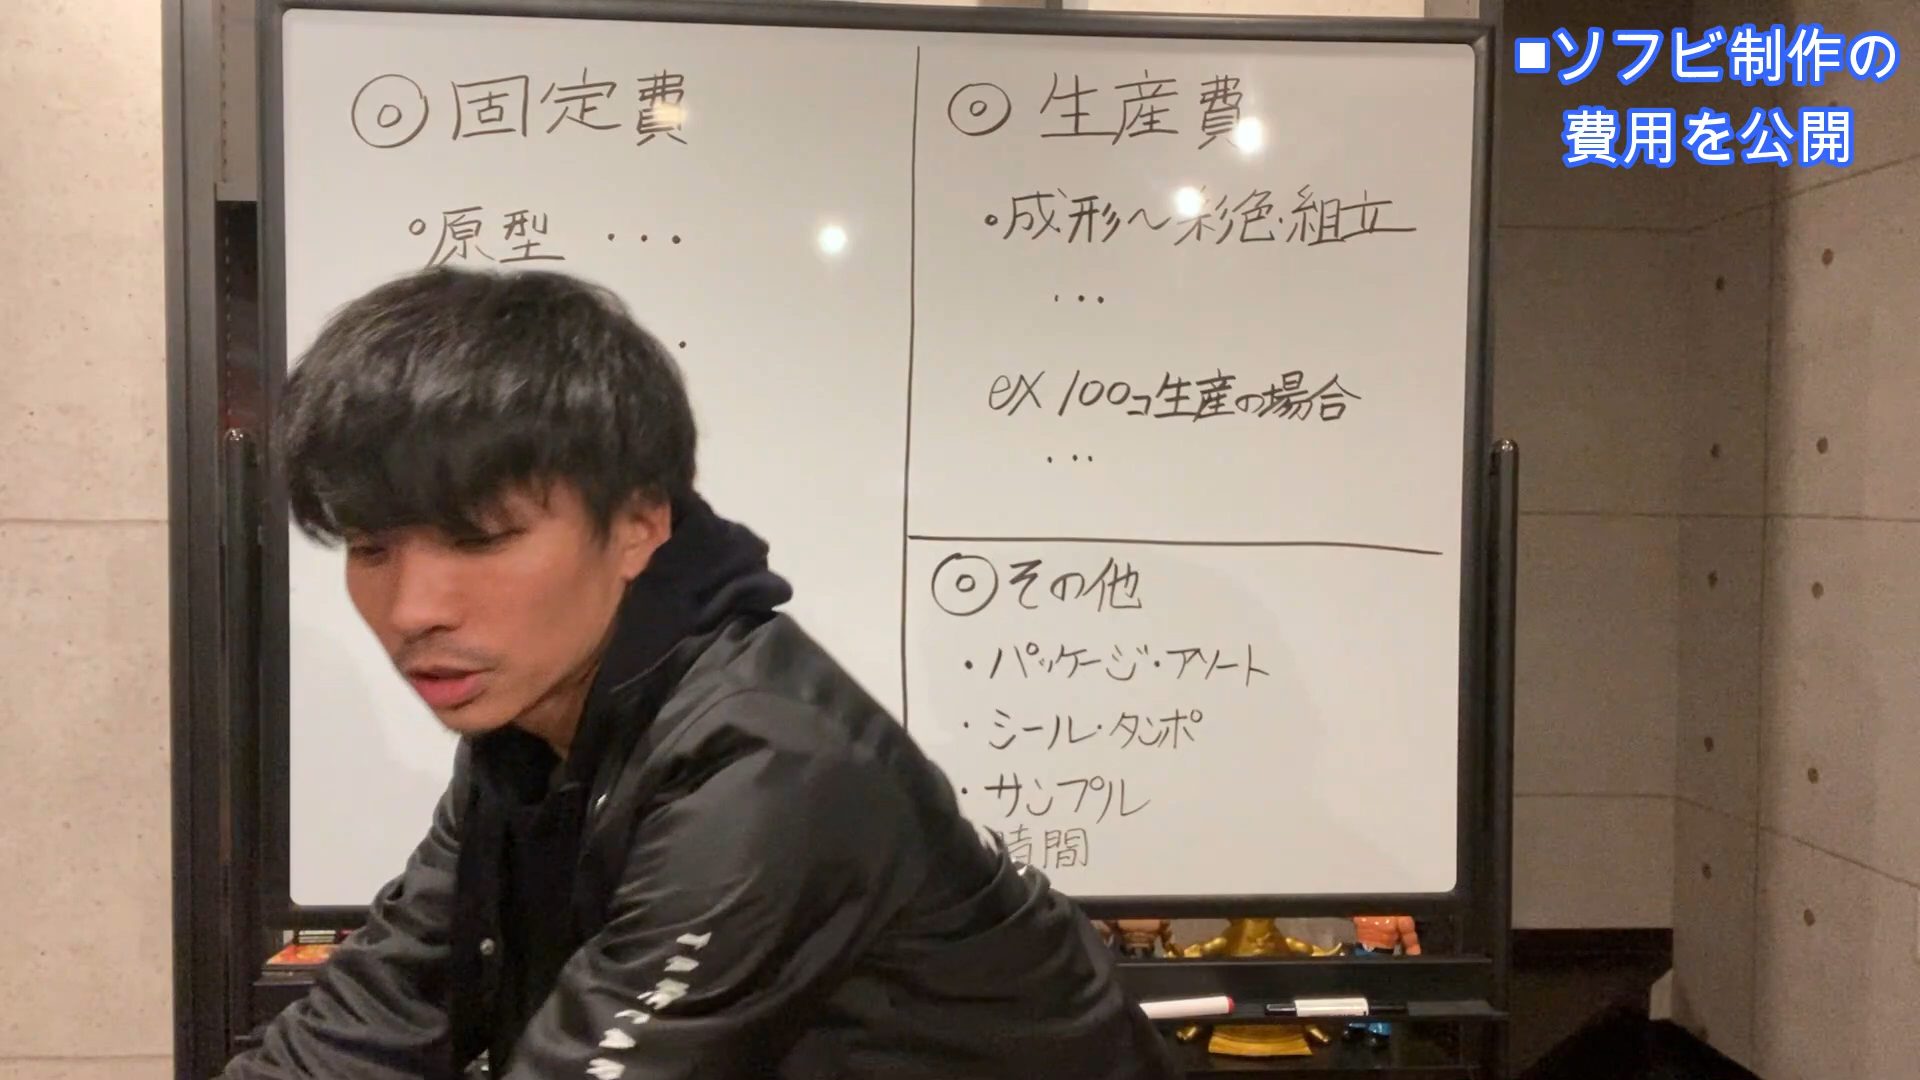 ■ソフビ制作の
費用を公開
◎固定費
・原型 ・・・
◎生産費
・成形～彩色・組立
・・・
ex 100コ生産の場合
・・・
◎その他
・パッケージ・アソート
・シール・タンポ
・サンプル
時間